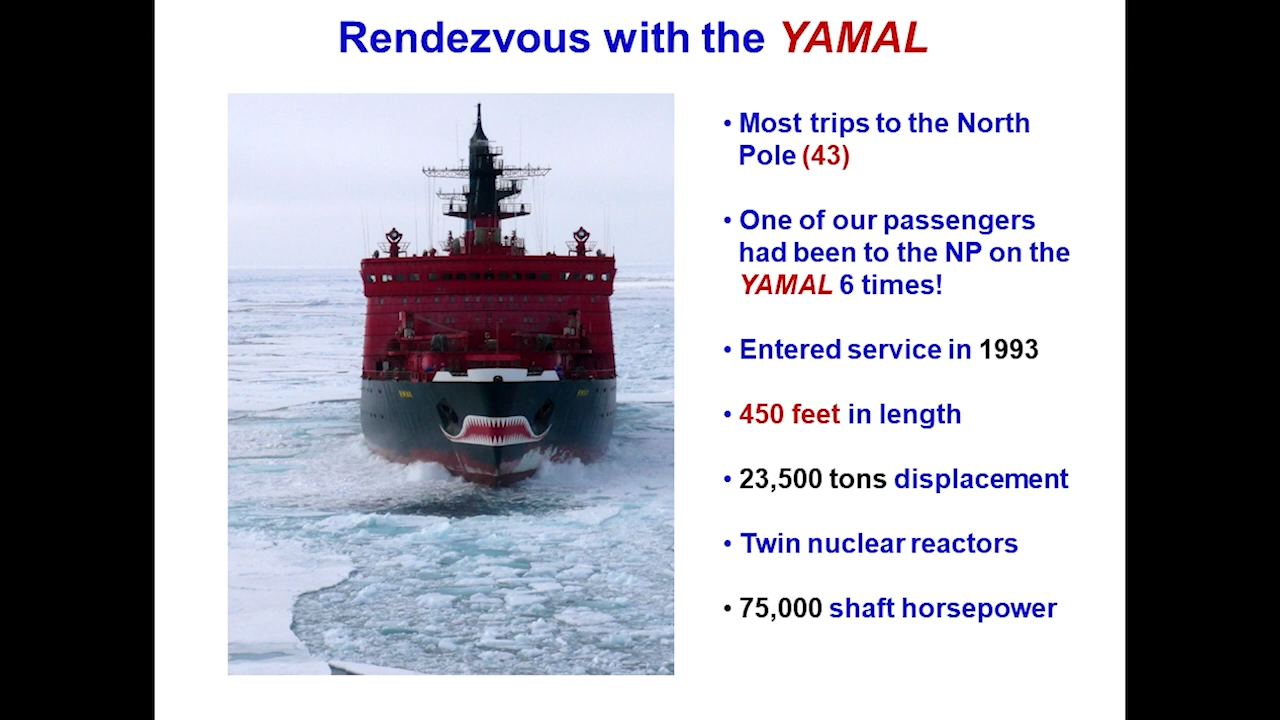 Rendezvous with the YAMAL
• Most trips to the North
Pole (43)
• One of our passengers
had been to the NP on the
YAMAL 6 times!
• Entered service in 1993
• 450 feet in length
• 23,500 tons displacement
• Twin nuclear reactors
• 75,000 shaft horsepower